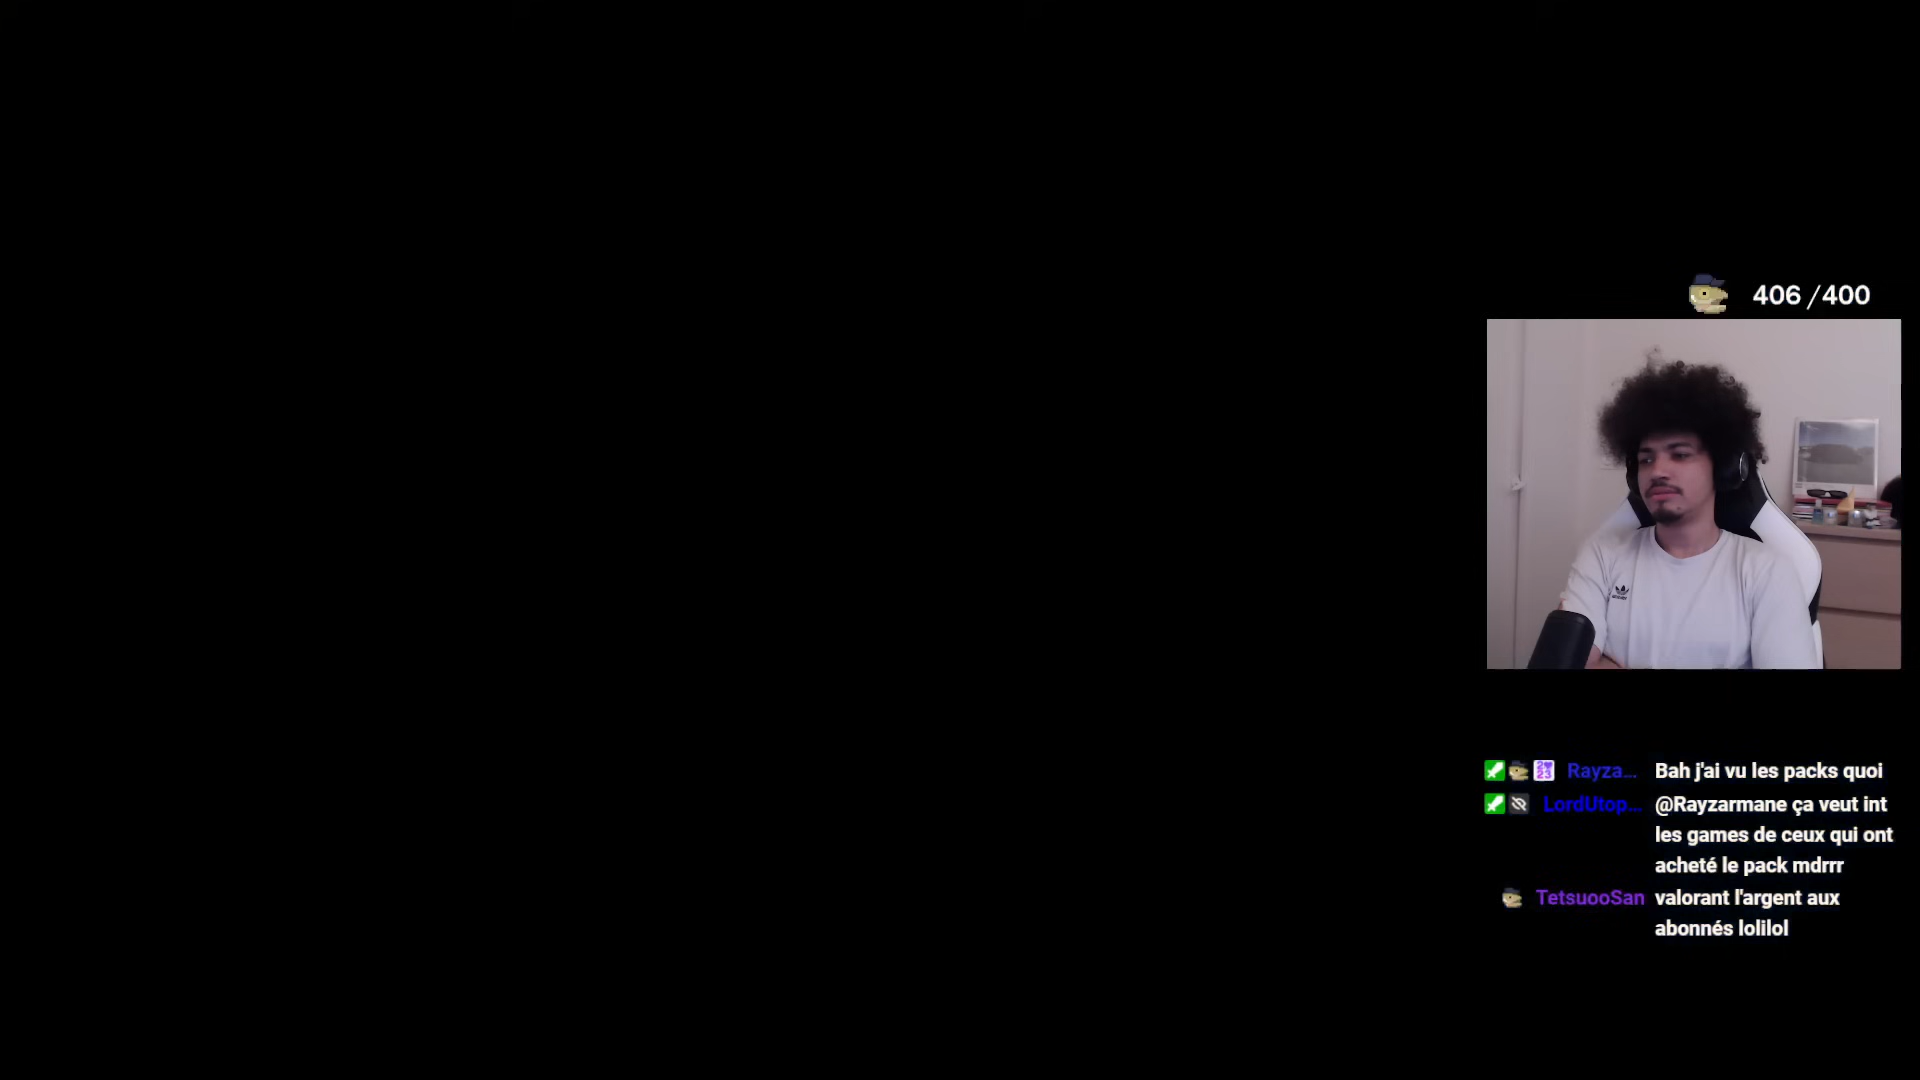 406 /400
Rayza... Bah j'ai vu les packs quoi
LordUtop... @Rayzarmane ça veut int
les games de ceux qui ont
acheté le pack mdrrr
TetsuooSan valorant l'argent aux
abonnés lolilol